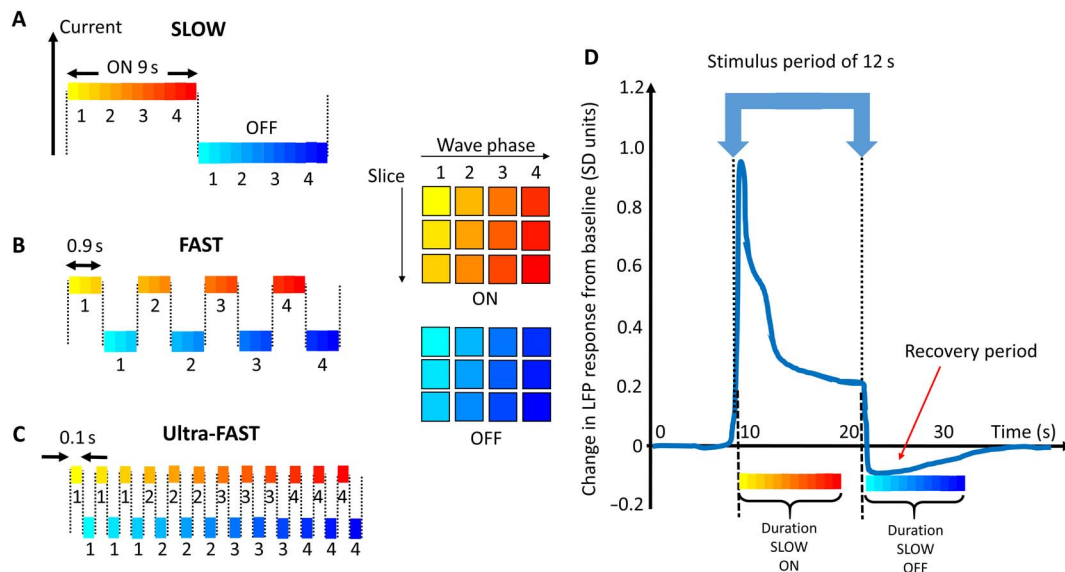 A
Current
SLOW
ON 9 s
1 2 3 4
OFF
1 2 3 4
B
FAST
0.9 s
1 2 3 4
1 2 3 4
C
Ultra-FAST
0.1 s
1 1 1 2 2 2 3 3 3 4 4 4
1 1 1 2 2 2 3 3 3 4 4 4
Wave phase
1 2 3 4
Slice
ON
OFF
D
Stimulus period of 12 s
Change in LFP response from baseline (SD units)
1.2
1.0
0.8
0.6
0.4
0.2
0
−0.2
Recovery period
0 10 20 30 Time (s)
Duration
SLOW
ON
Duration
SLOW
OFF